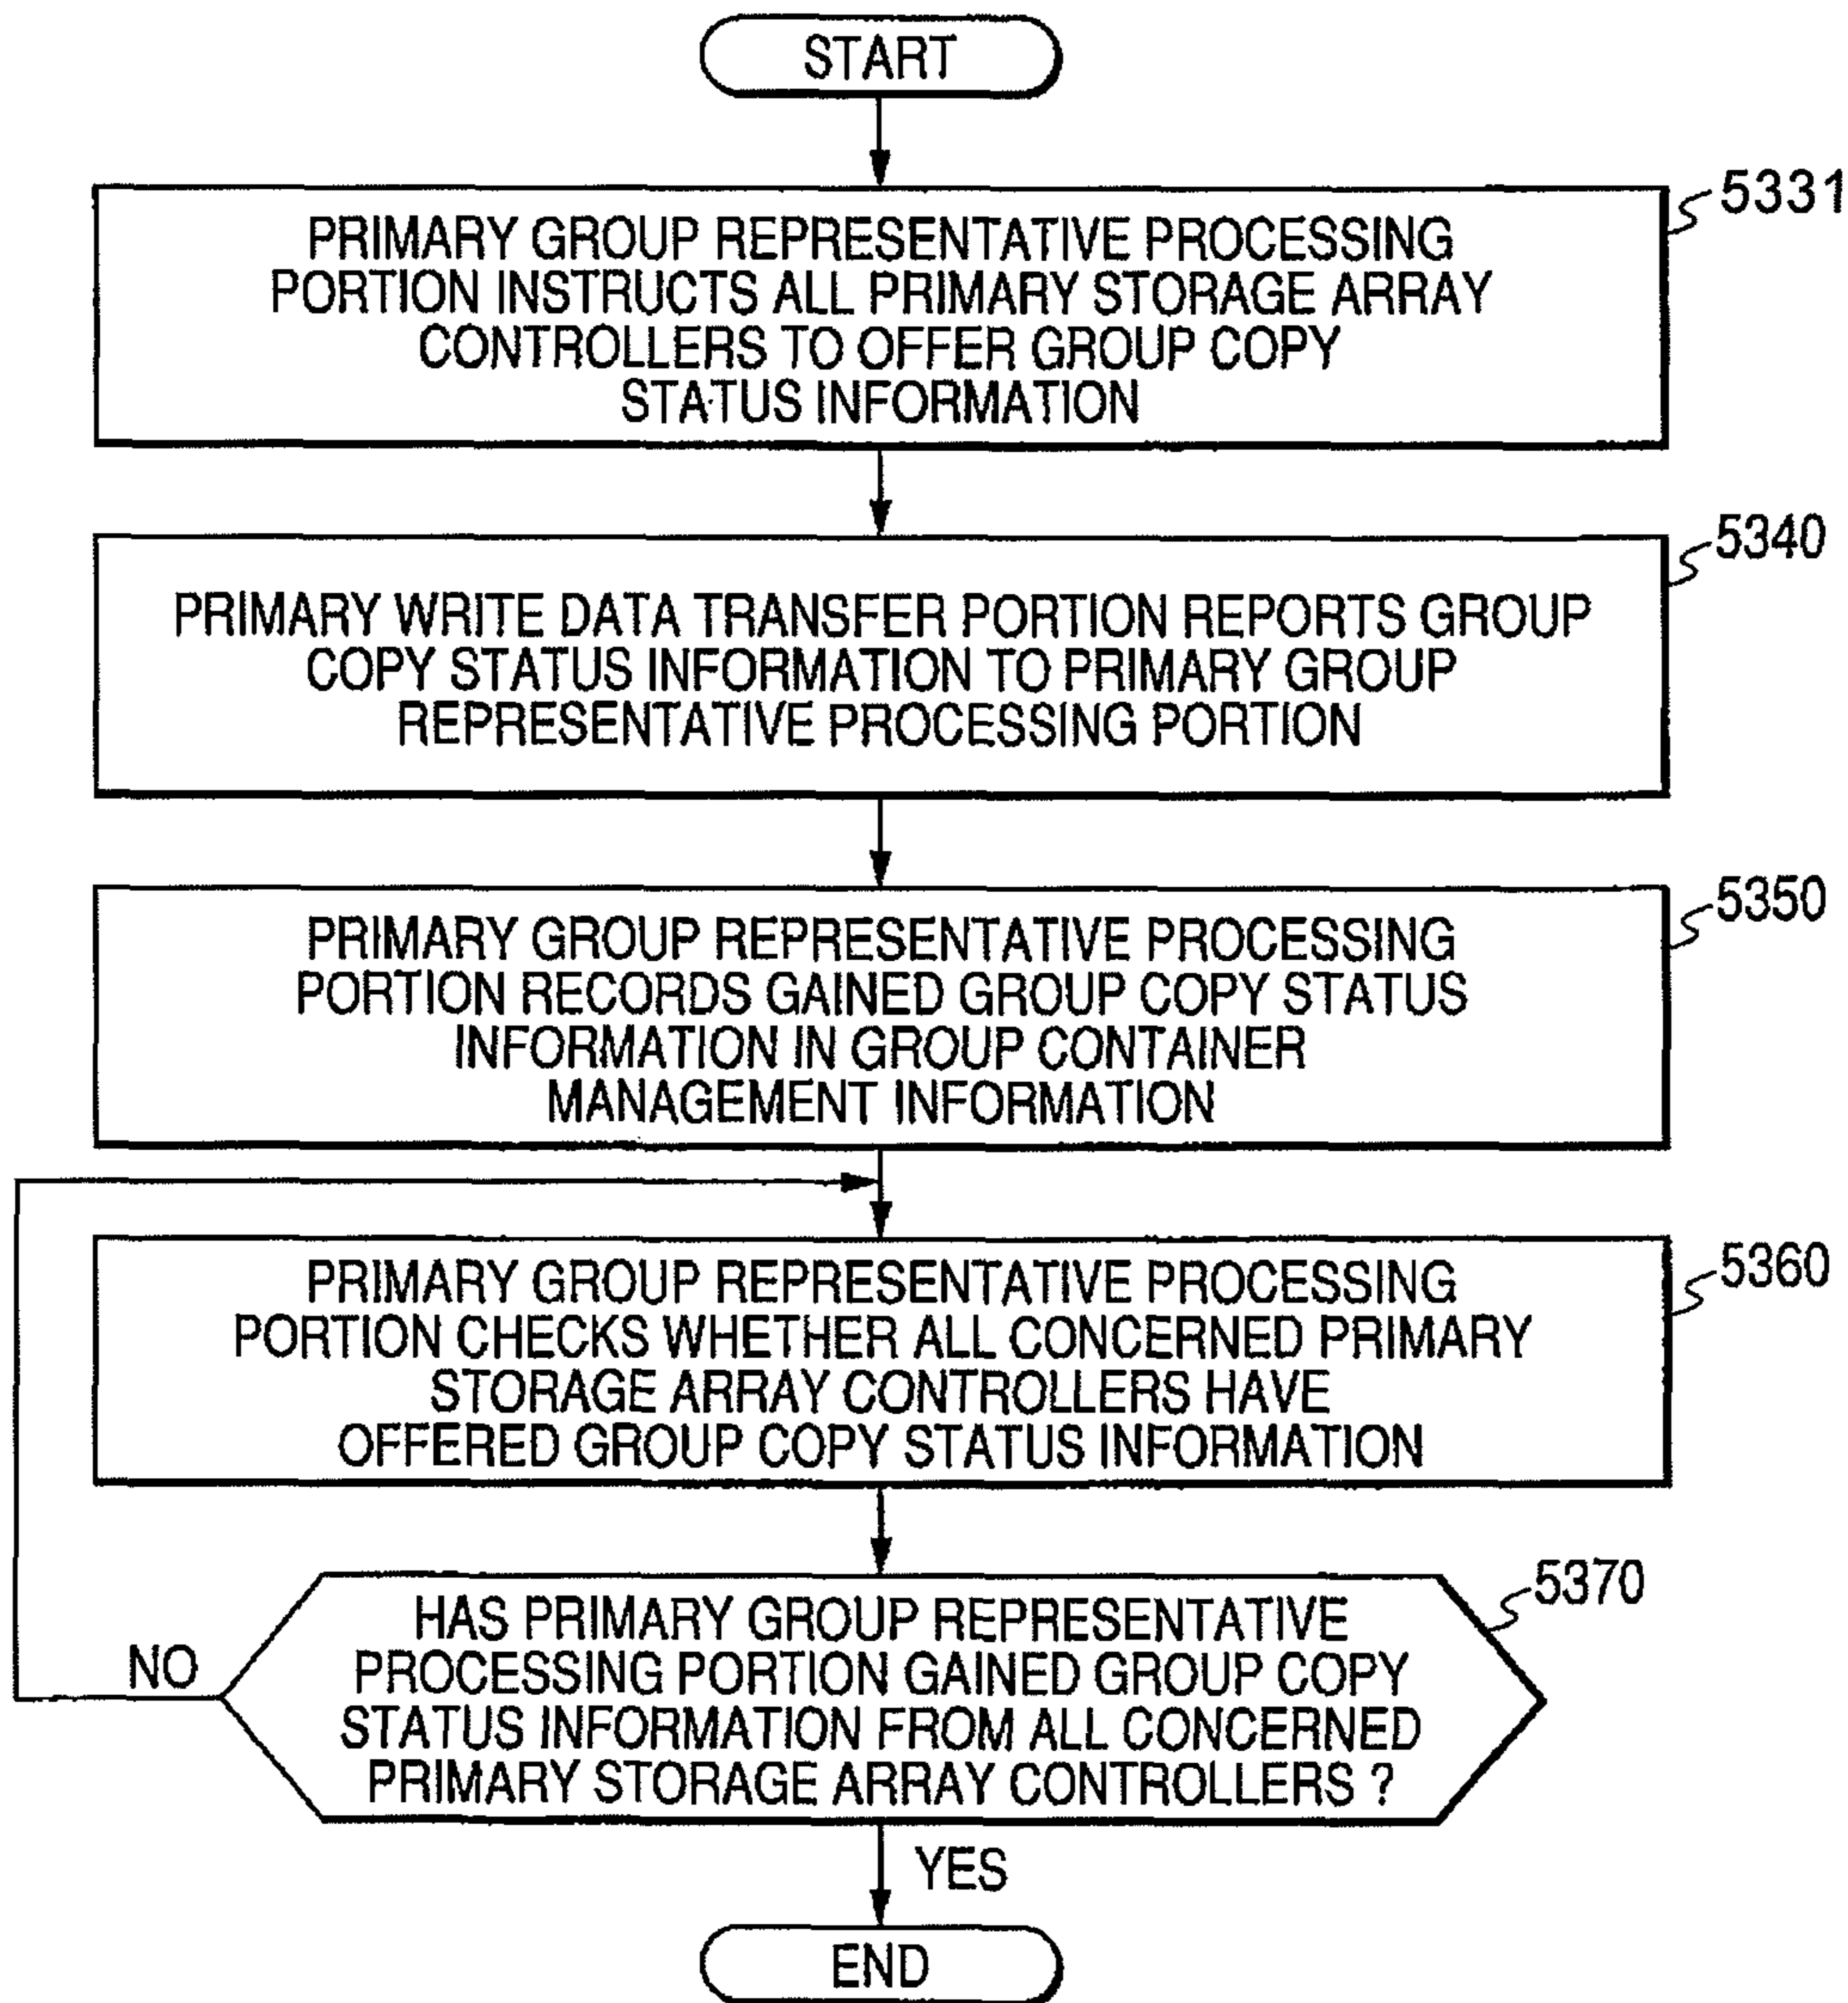 START
5331
PRIMARY GROUP REPRESENTATIVE PROCESSING
PORTION INSTRUCTS ALL PRIMARY STORAGE ARRAY
CONTROLLERS TO OFFER GROUP COPY
STATUS INFORMATION
5340
PRIMARY WRITE DATA TRANSFER PORTION REPORTS GROUP
COPY STATUS INFORMATION TO PRIMARY GROUP
REPRESENTATIVE PROCESSING PORTION
5350
PRIMARY GROUP REPRESENTATIVE PROCESSING
PORTION RECORDS GAINED GROUP COPY STATUS
INFORMATION IN GROUP CONTAINER
MANAGEMENT INFORMATION
5360
PRIMARY GROUP REPRESENTATIVE PROCESSING
PORTION CHECKS WHETHER ALL CONCERNED PRIMARY
STORAGE ARRAY CONTROLLERS HAVE
OFFERED GROUP COPY STATUS INFORMATION
5370
HAS PRIMARY GROUP REPRESENTATIVE
PROCESSING PORTION GAINED GROUP COPY
STATUS INFORMATION FROM ALL CONCERNED
PRIMARY STORAGE ARRAY CONTROLLERS ?
NO
YES
END